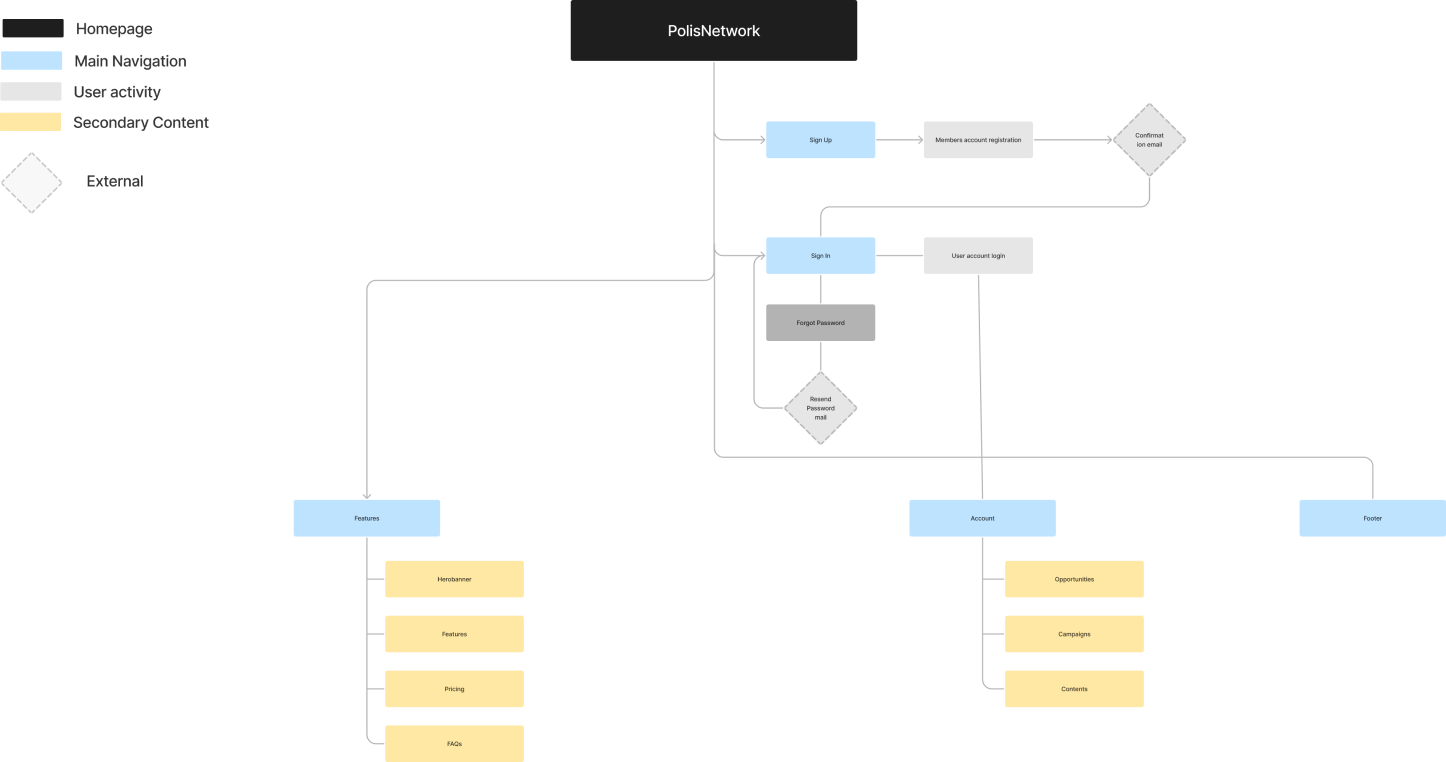 Homepage
Main Navigation
User activity
Secondary Content
External
PolisNetwork
Sign Up
Members account registration
Confirmat
ion email
Sign In
User account login
Forgot Password
Resend
Password
mail
Features
Account
Footer
Herobanner
Features
Pricing
FAQs
Opportunities
Campaigns
Contents